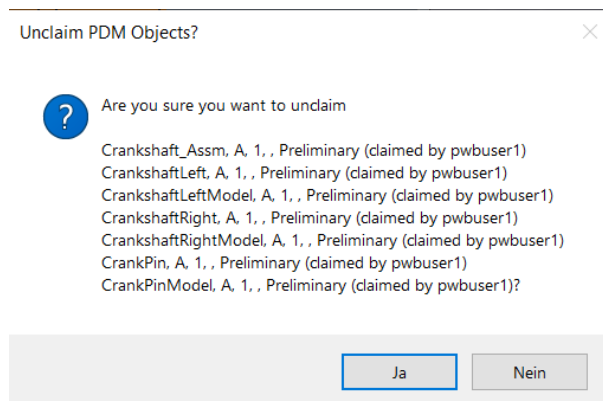 Unclaim PDM Objects?
?
Are you sure you want to unclaim
Crankshaft_Assm, A, 1, , Preliminary (claimed by pwbuser1)
CrankshaftLeft, A, 1, , Preliminary (claimed by pwbuser1)
CrankshaftLeftModel, A, 1, , Preliminary (claimed by pwbuser1)
CrankshaftRight, A, 1, , Preliminary (claimed by pwbuser1)
CrankshaftRightModel, A, 1, , Preliminary (claimed by pwbuser1)
CrankPin, A, 1, , Preliminary (claimed by pwbuser1)
CrankPinModel, A, 1, , Preliminary (claimed by pwbuser1)?
Ja
Nein